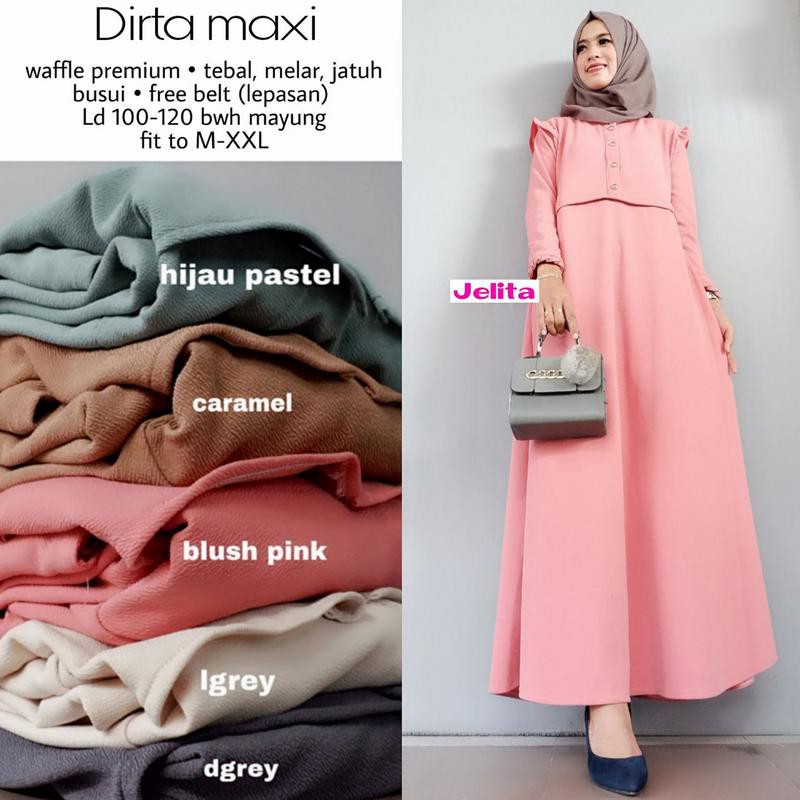 Dirta maxi
waffle premium • tebal, melar, jatuh
busui • free belt (lepasan)
Ld 100-120 bwh mayung
fit to M-XXL
hijau pastel
caramel
blush pink
lgrey
dgrey
Jelita